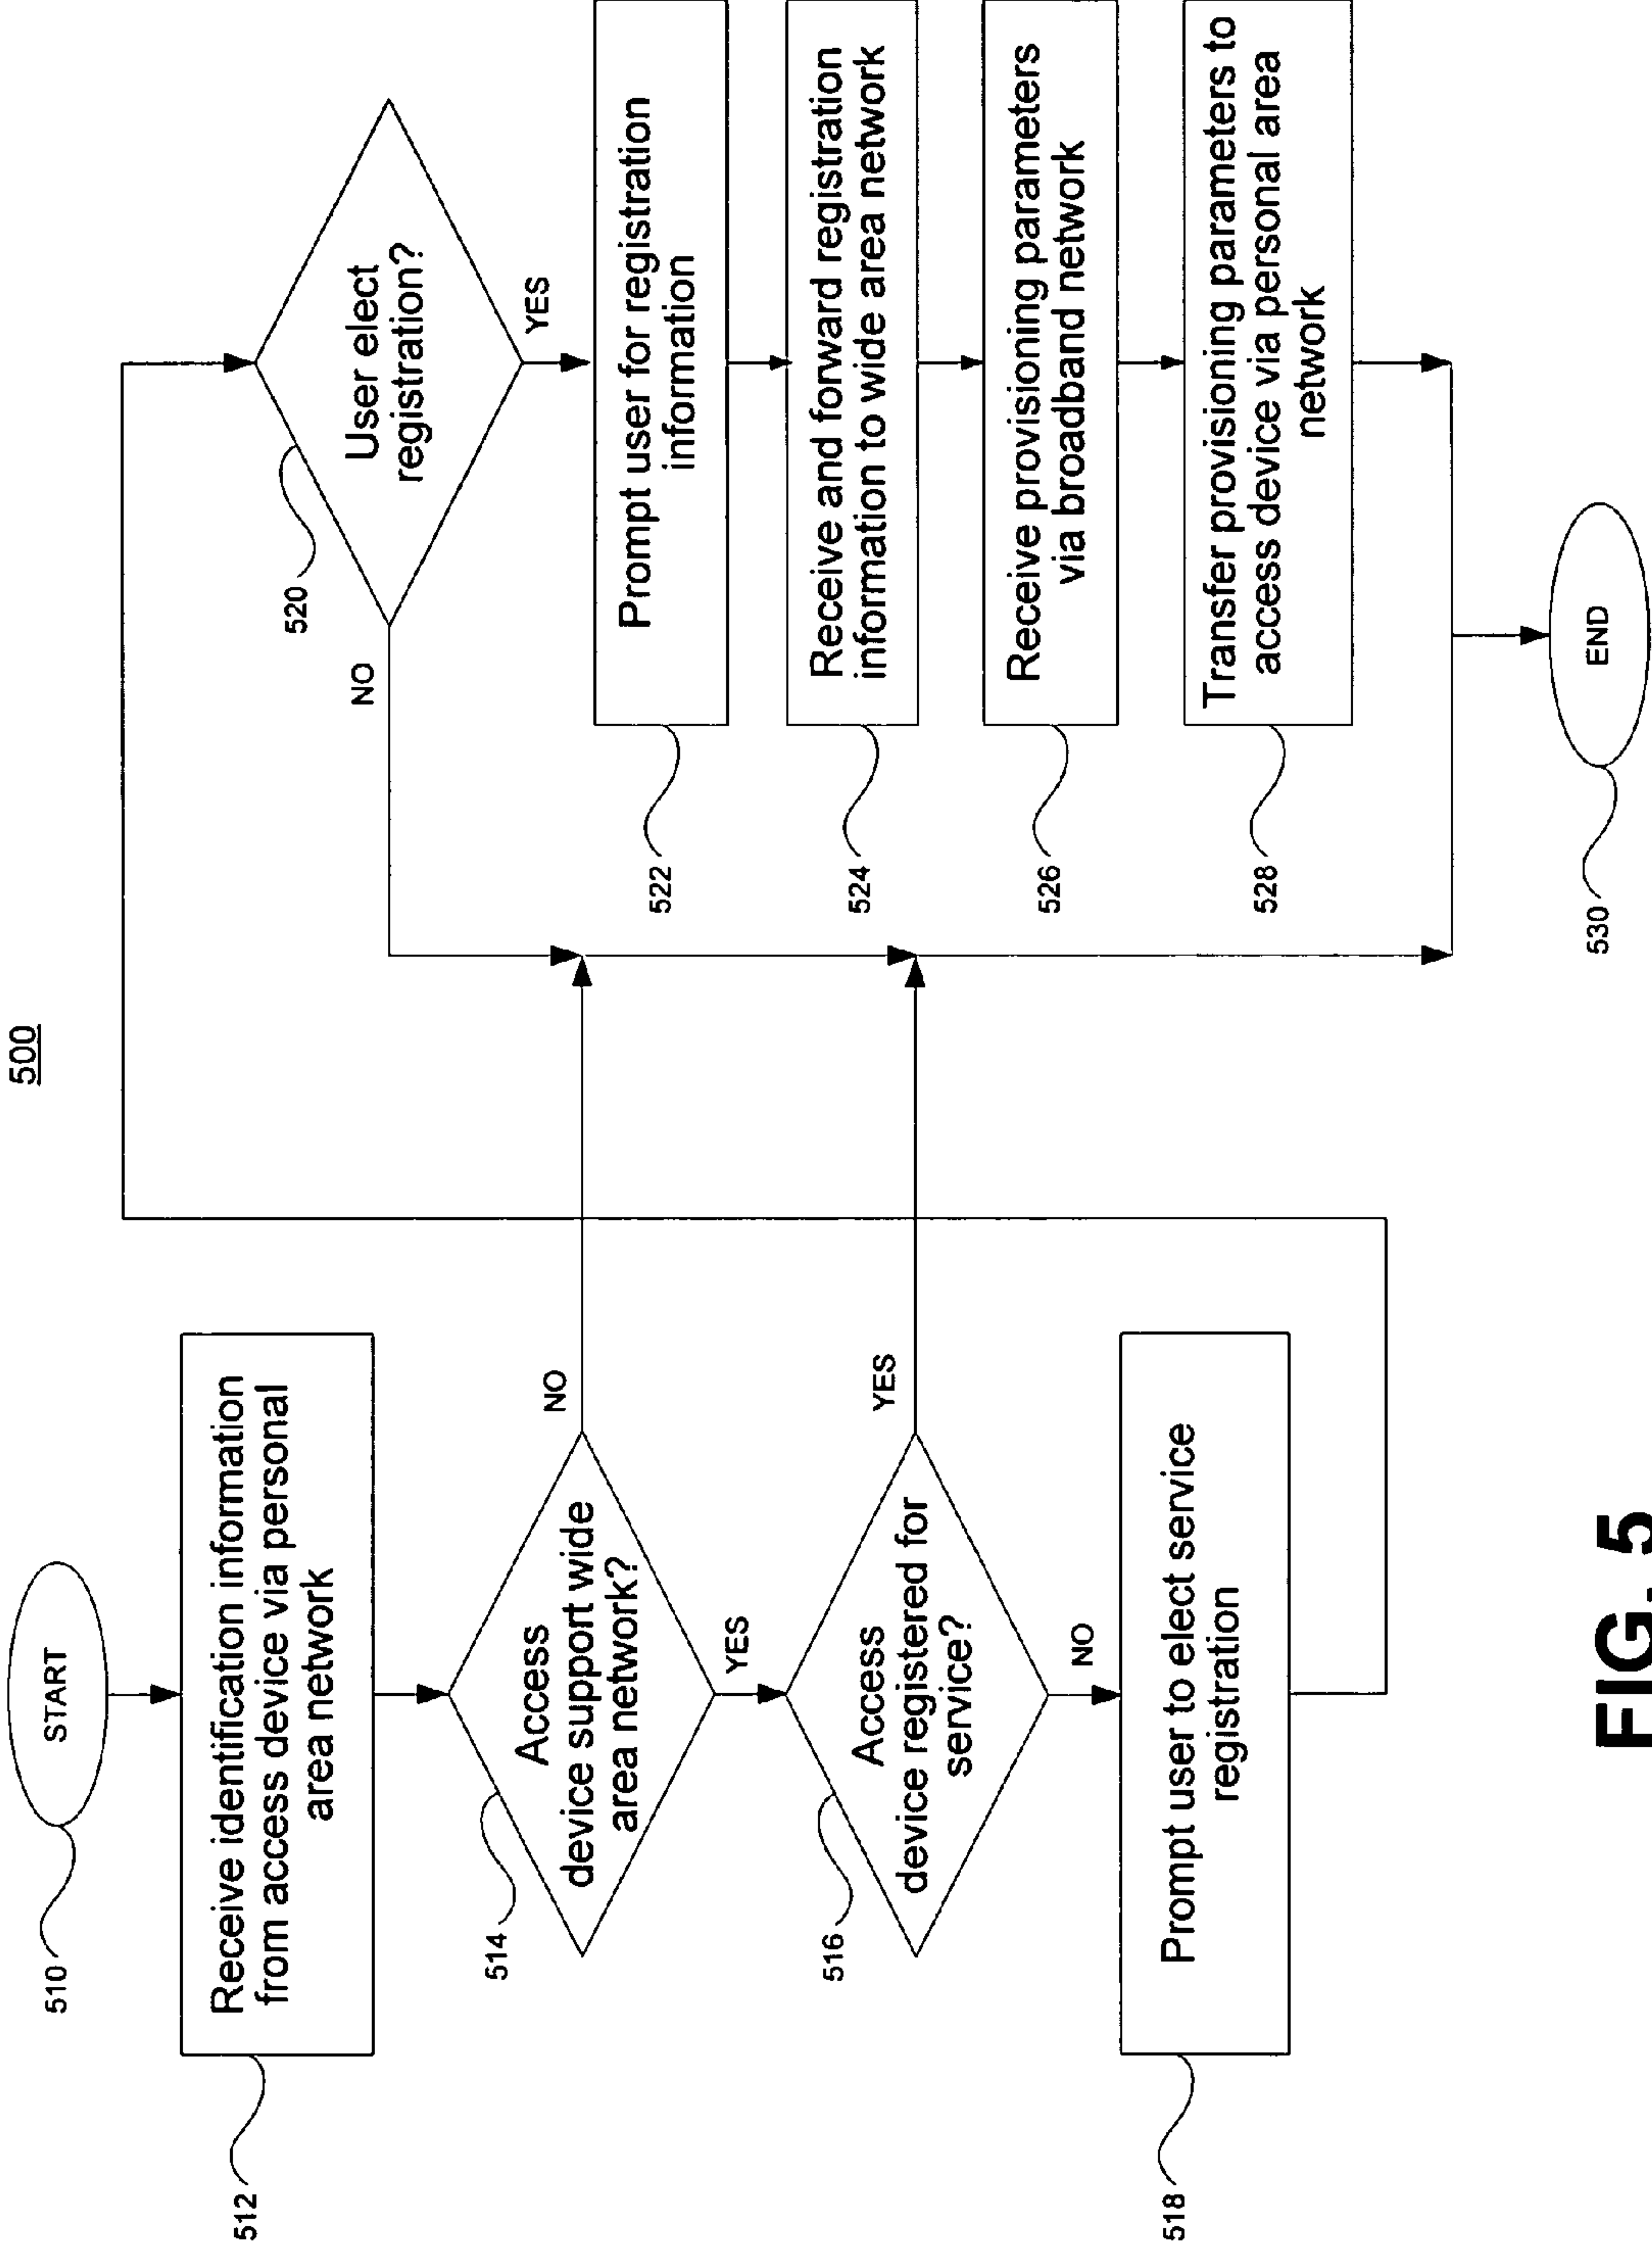 500
START
510
Receive identification information
from access device via personal
area network
512
Access
device support wide
area network?
514
NO
YES
Access
device registered for
service?
516
YES
NO
Prompt user to elect service
registration
518
User elect
registration?
520
NO
YES
Prompt user for registration
information
522
Receive and forward registration
information to wide area network
524
Receive provisioning parameters
via broadband network
526
Transfer provisioning parameters to
access device via personal area
network
528
END
530
FIG. 5